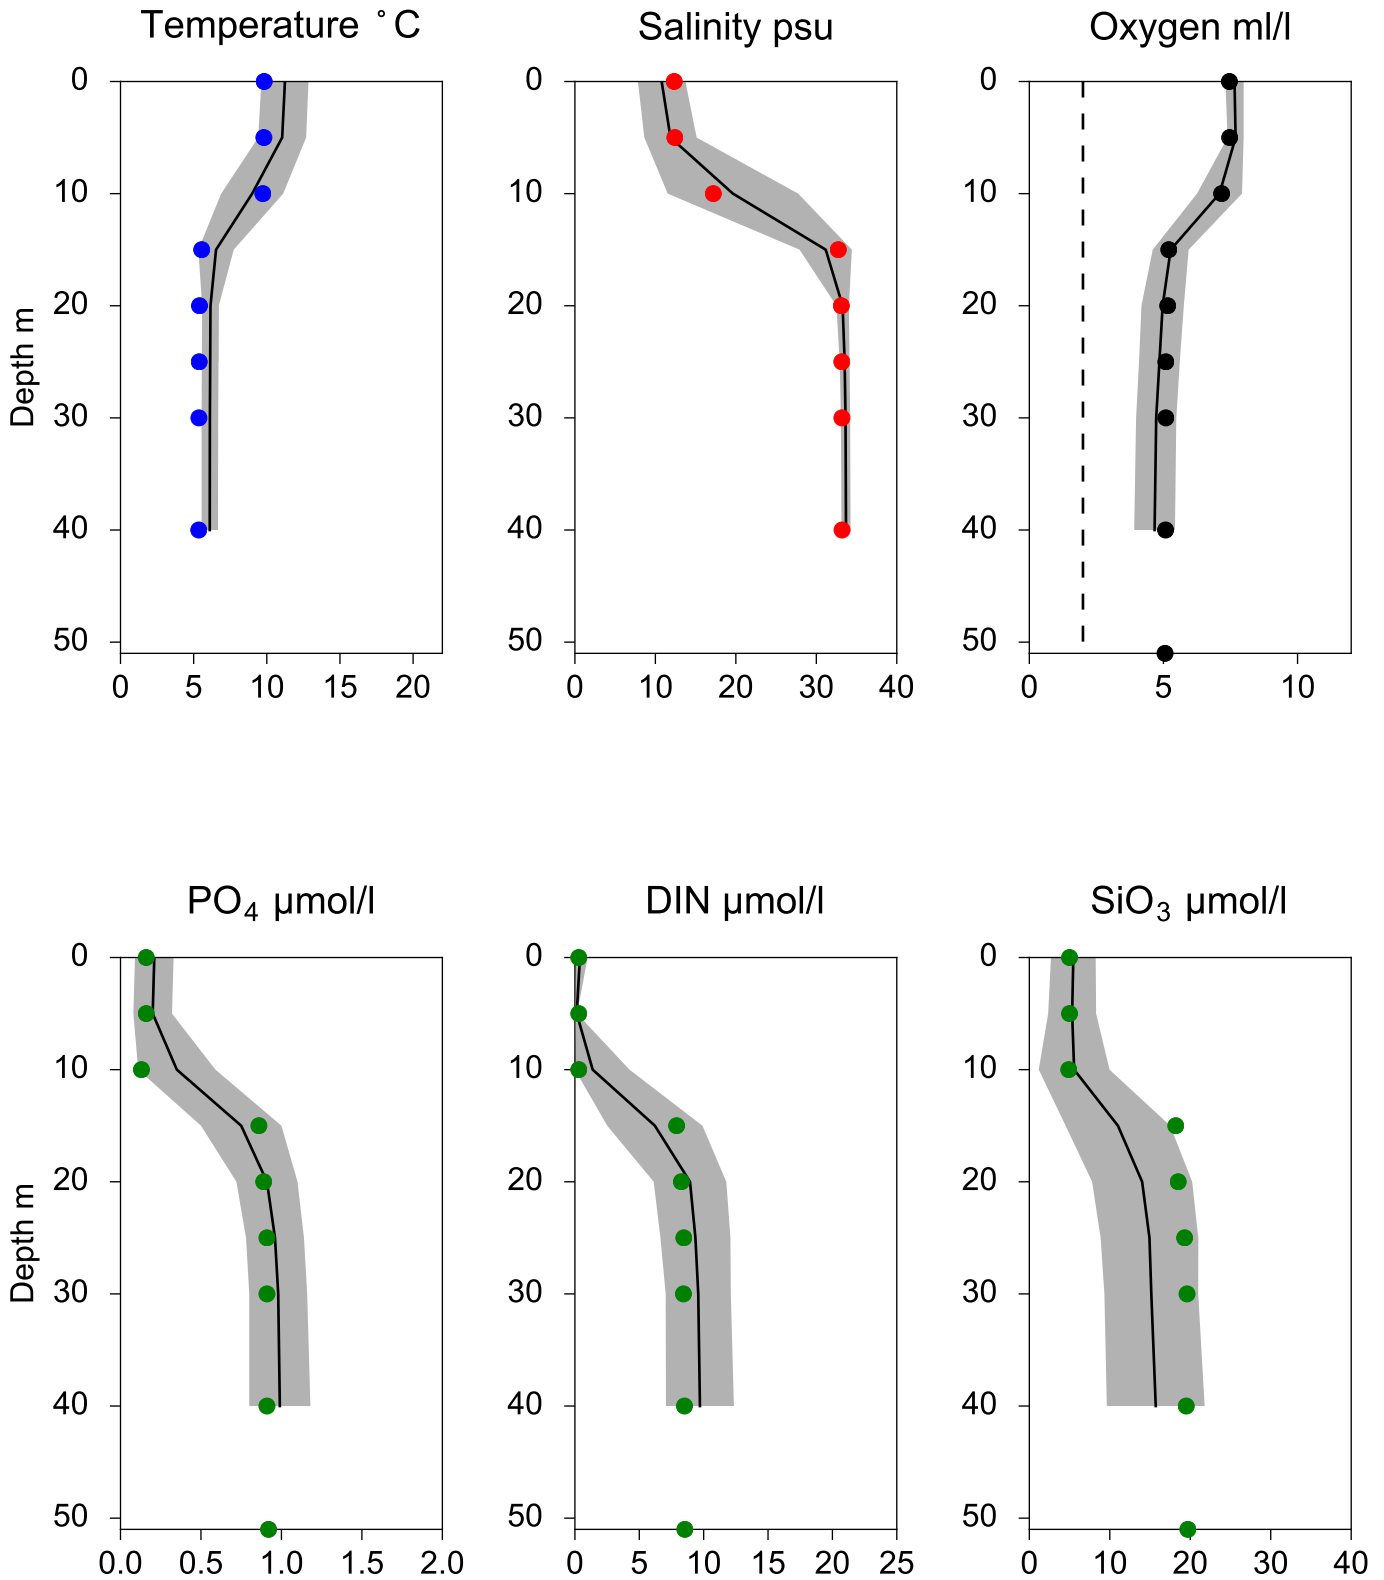 Temperature °C
Salinity psu
Oxygen ml/l
0
10
20
30
40
50
Depth m
0 5 10 15 20
0
10
20
30
40
50
0 10 20 30 40
0
10
20
30
40
50
0 5 10
PO4 µmol/l
DIN µmol/l
SiO3 µmol/l
0
10
20
30
40
50
Depth m
0.0 0.5 1.0 1.5 2.0
0
10
20
30
40
50
0 5 10 15 20 25
0
10
20
30
40
50
0 10 20 30 40